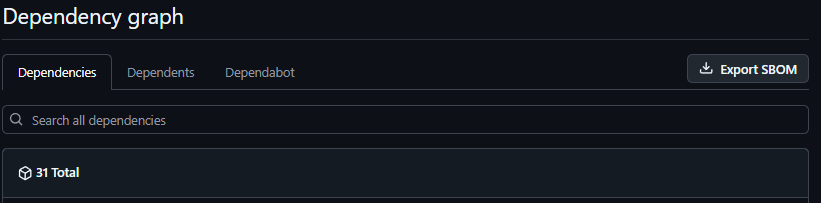 Dependency graph
Dependencies Dependents Dependabot Export SBOM
Search all dependencies
31 Total